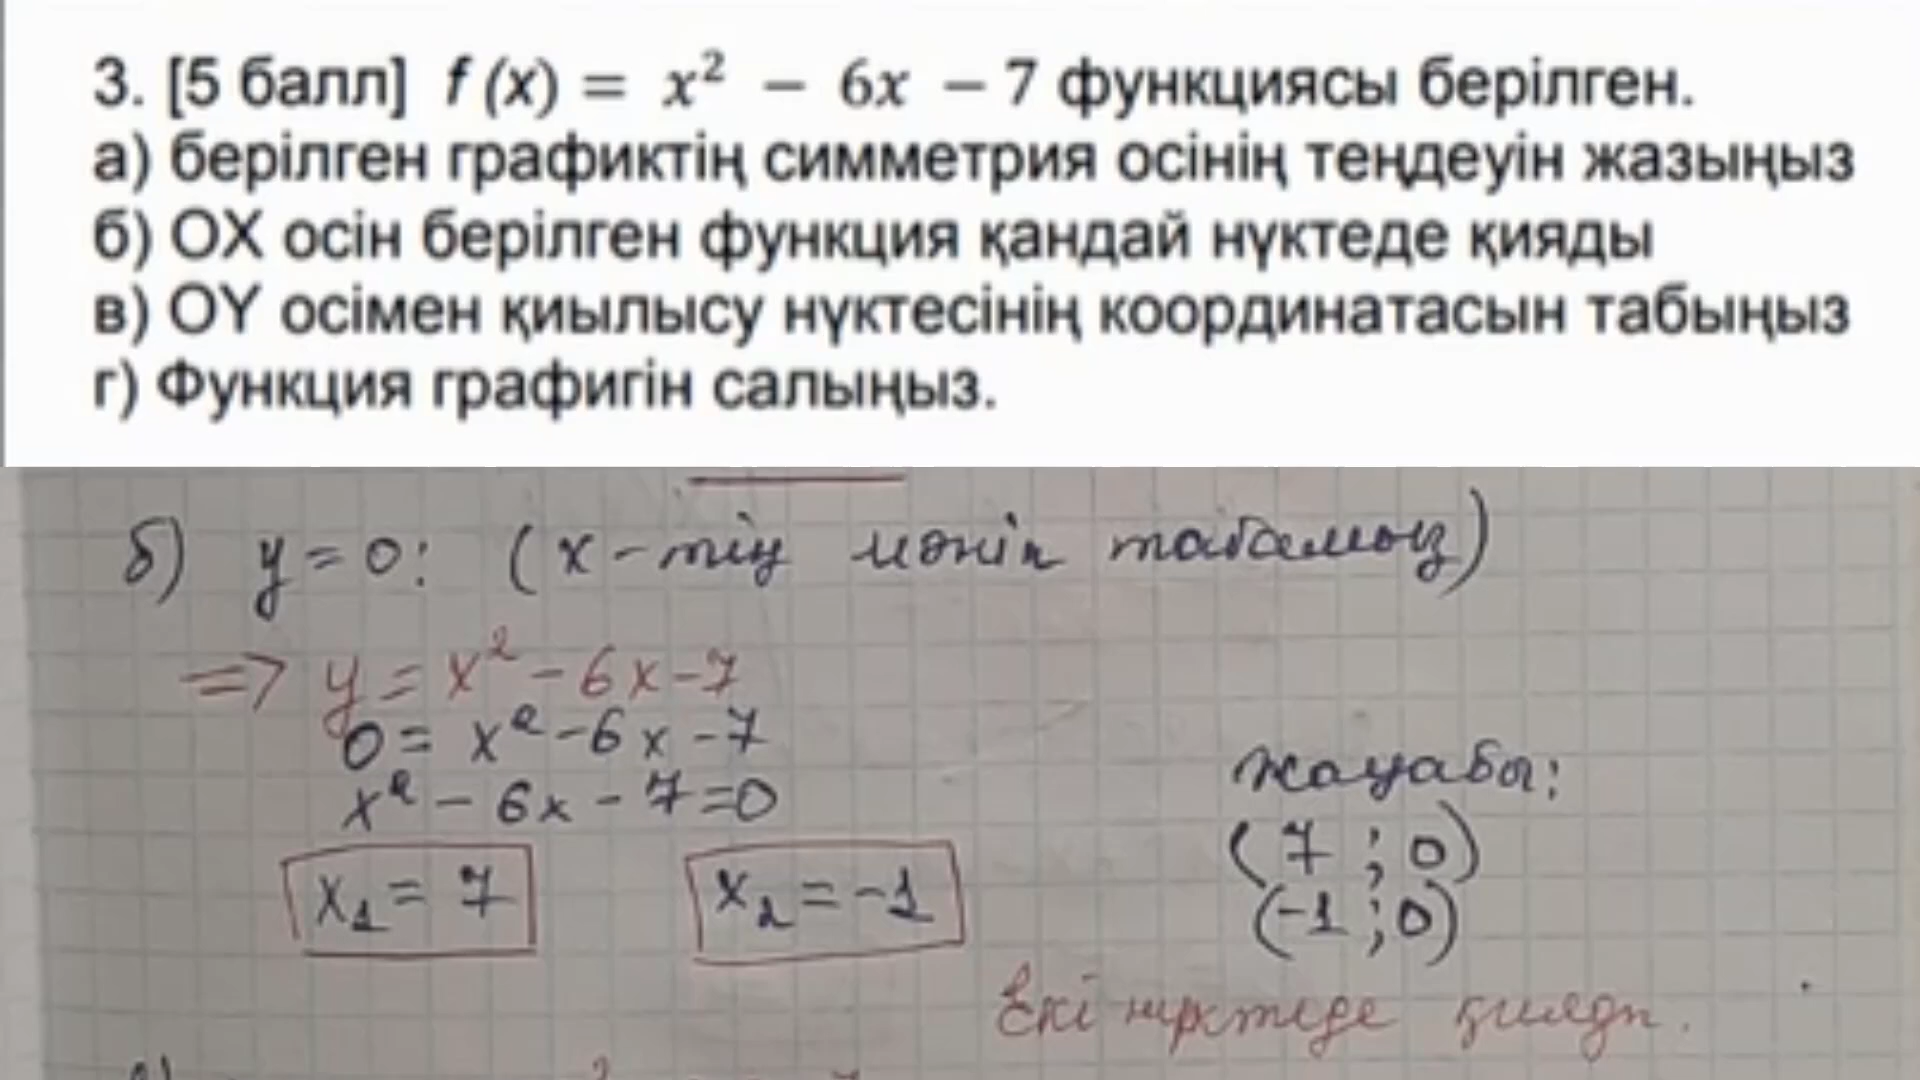 3. [5 балл] f (x) = x² − 6x − 7 функциясы берілген.
а) берілген графиктің симметрия осінің теңдеуін жазыңыз
б) OX осін берілген функция қандай нүктеде қияды
в) OY осімен қиылысу нүктесінің координатасын табыңыз
г) Функция графигін салыңыз.
б) y = 0: (x - тің мәнін табамыз)
=> y = x² - 6x - 7
0 = x² - 6x - 7
x² - 6x - 7 = 0
x₁ = 7
x₂ = -1
жауабы:
(7 ; 0)
(-1 ; 0)
Екі нүктеде қияды.